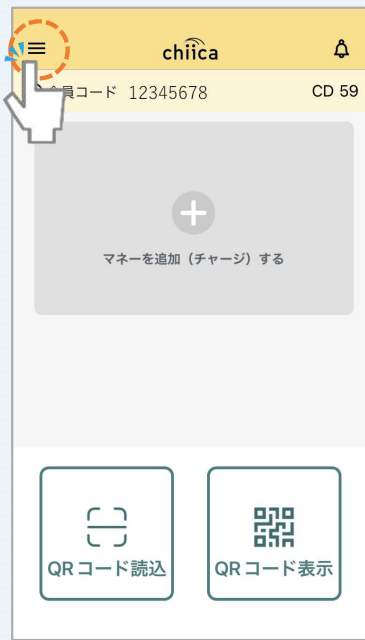 chiica
員コード 12345678 CD 59
マネーを追加（チャージ）する
QRコード読込
QRコード表示